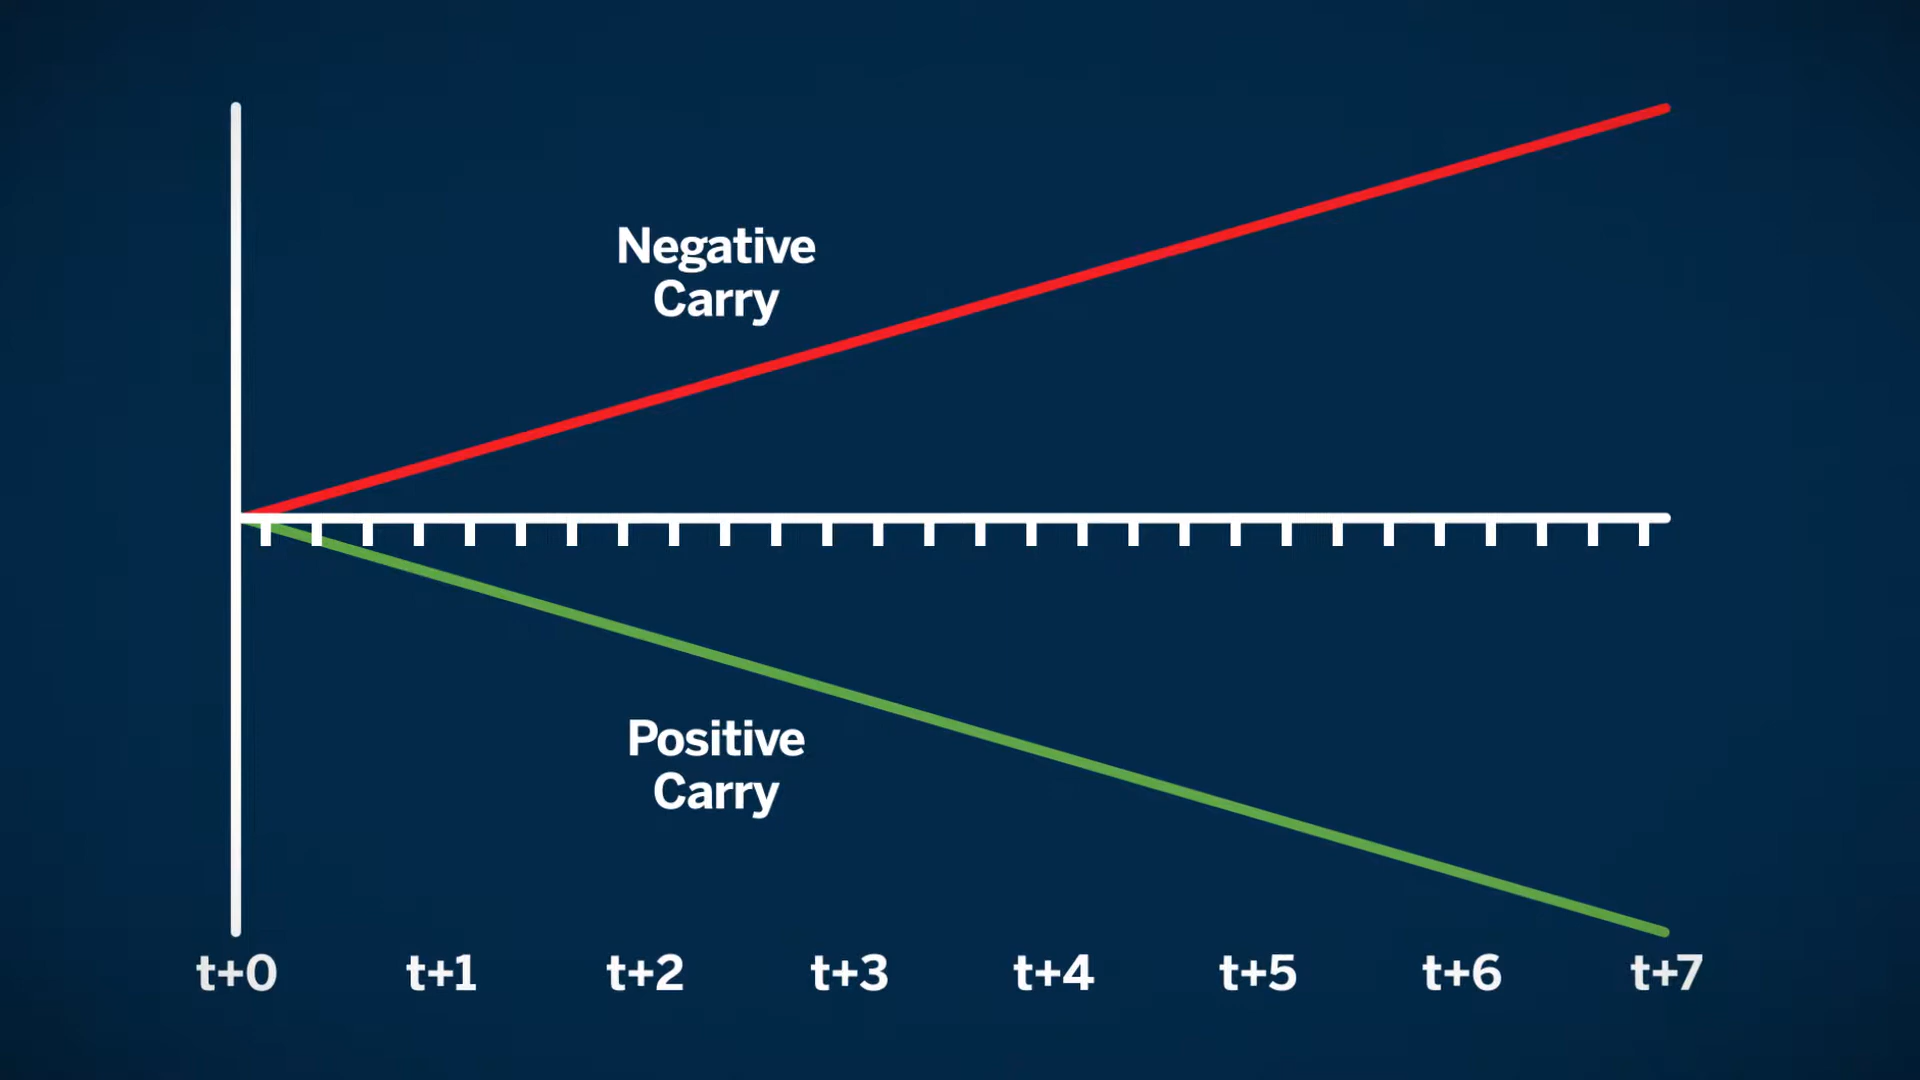 Negative
Carry
Positive
Carry
t+0 t+1 t+2 t+3 t+4 t+5 t+6 t+7